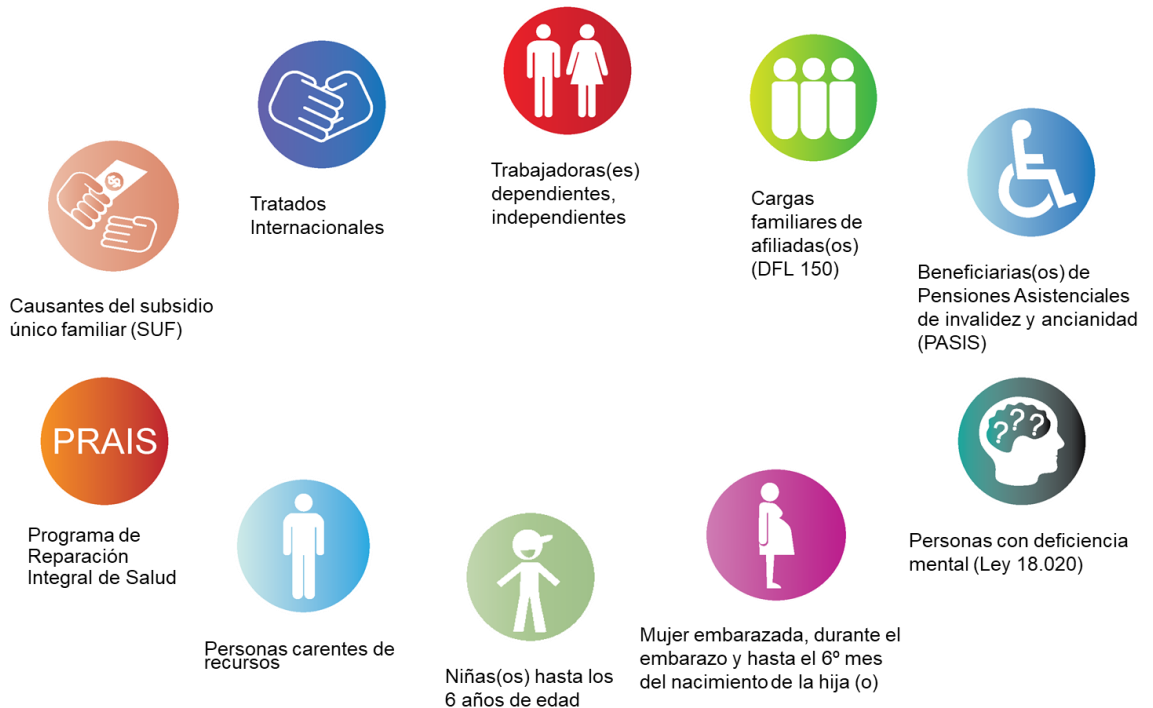 Trabajadoras(es)
dependientes,
independientes
Cargas
familiares de
afiliadas(os)
(DFL 150)
Beneficiarias(os) de
Pensiones Asistenciales
de invalidez y ancianidad
(PASIS)
? ? ?
Personas con deficiencia
mental (Ley 18.020)
Mujer embarazada, durante el
embarazo y hasta el 6º mes
del nacimiento de la hija (o)
Niñas(os) hasta los
6 años de edad
Personas carentes de
recursos
PRAIS
Programa de
Reparación
Integral de Salud
$
Causantes del subsidio
único familiar (SUF)
Tratados
Internacionales